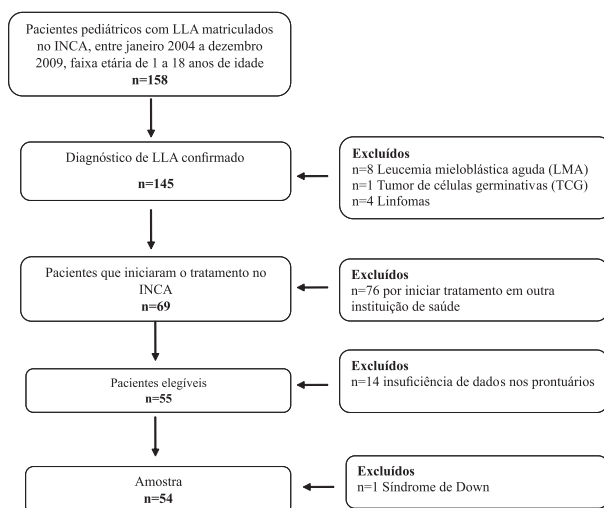 Pacientes pediátricos com LLA matriculados
no INCA, entre janeiro 2004 a dezembro
2009, faixa etária de 1 a 18 anos de idade
n=158
Diagnóstico de LLA confirmado
n=145
Excluídos
n=8 Leucemia mieloblástica aguda (LMA)
n=1 Tumor de células germinativas (TCG)
n=4 Linfomas
Pacientes que iniciaram o tratamento no
INCA
n=69
Excluídos
n=76 por iniciar tratamento em outra
instituição de saúde
Pacientes elegíveis
n=55
Excluídos
n=14 insuficiência de dados nos prontuários
Amostra
n=54
Excluídos
n=1 Síndrome de Down